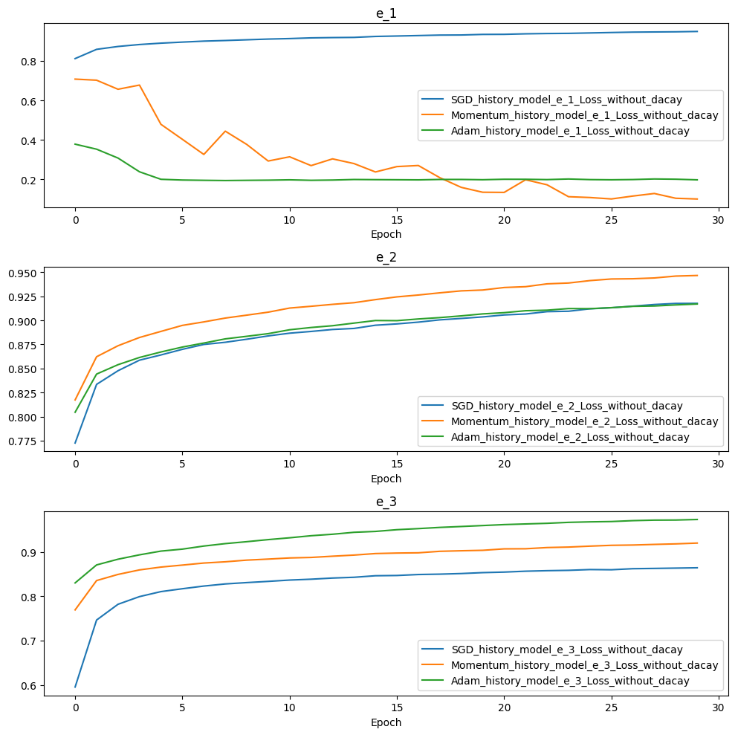 e_1
0.8
0.6
0.4
0.2
SGD_history_model_e_1_Loss_without_dacay
Momentum_history_model_e_1_Loss_without_dacay
Adam_history_model_e_1_Loss_without_dacay
0 5 10 15 20 25 30
Epoch
e_2
0.950
0.925
0.900
0.875
0.850
0.825
0.800
0.775
SGD_history_model_e_2_Loss_without_dacay
Momentum_history_model_e_2_Loss_without_dacay
Adam_history_model_e_2_Loss_without_dacay
0 5 10 15 20 25 30
Epoch
e_3
0.9
0.8
0.7
0.6
SGD_history_model_e_3_Loss_without_dacay
Momentum_history_model_e_3_Loss_without_dacay
Adam_history_model_e_3_Loss_without_dacay
0 5 10 15 20 25 30
Epoch